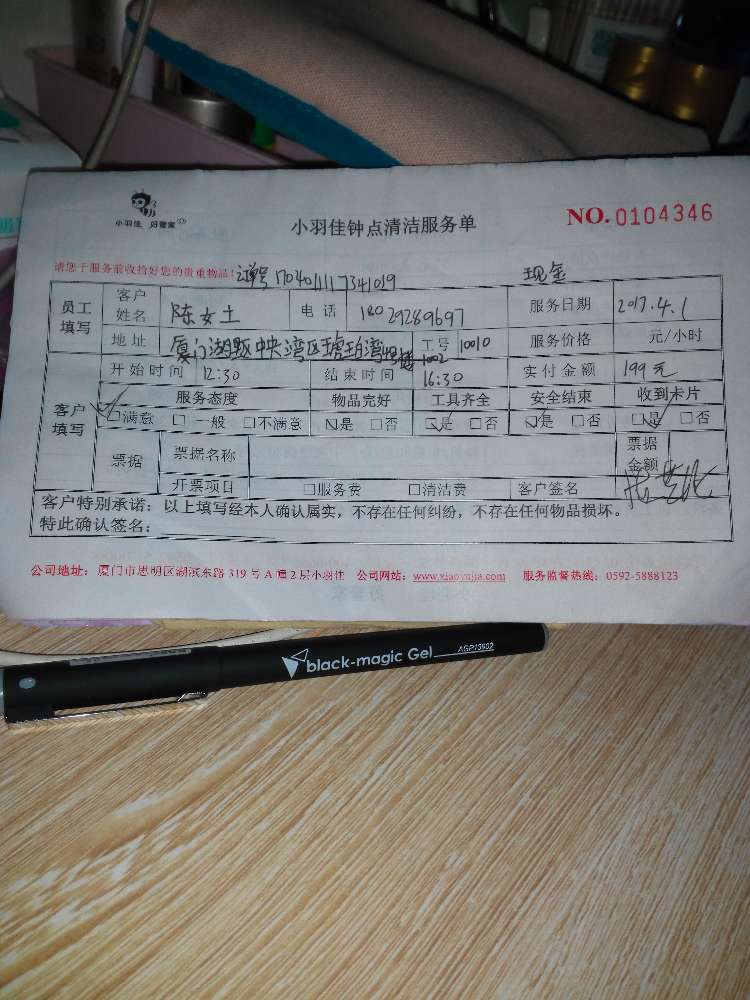 小羽佳 好管家
小羽佳钟点清洁服务单
NO.0104346
请您于服务前收拾好您的贵重物品!
订单号 1704011117341019
现金
员工填写 客户姓名 陈女士 电话 18029289697 服务日期 2017.4.1
地址 厦门湖区中央湾区琥珀湾 1002 工号 10010 服务价格 元/小时
开始时间 12:30 结束时间 16:30 实付金额 199元
客户填写 服务态度 物品完好 工具齐全 安全结束 收到卡片
☑满意 □一般 □不满意 ☑是 □否 ☑是 □否 ☑是 □否 ☑是 □否
票据 票据名称 票据金额
开票项目 □服务费 □清洁费 客户签名
客户特别承诺：以上填写经本人确认属实，不存在任何纠纷，不存在任何物品损坏。
特此确认签名：
公司地址：厦门市思明区湖滨东路319号A幢2层小羽佳 公司网站：www.xiaoyujia.com 服务监督热线：0592-5888123
black-magic Gel AGP13902